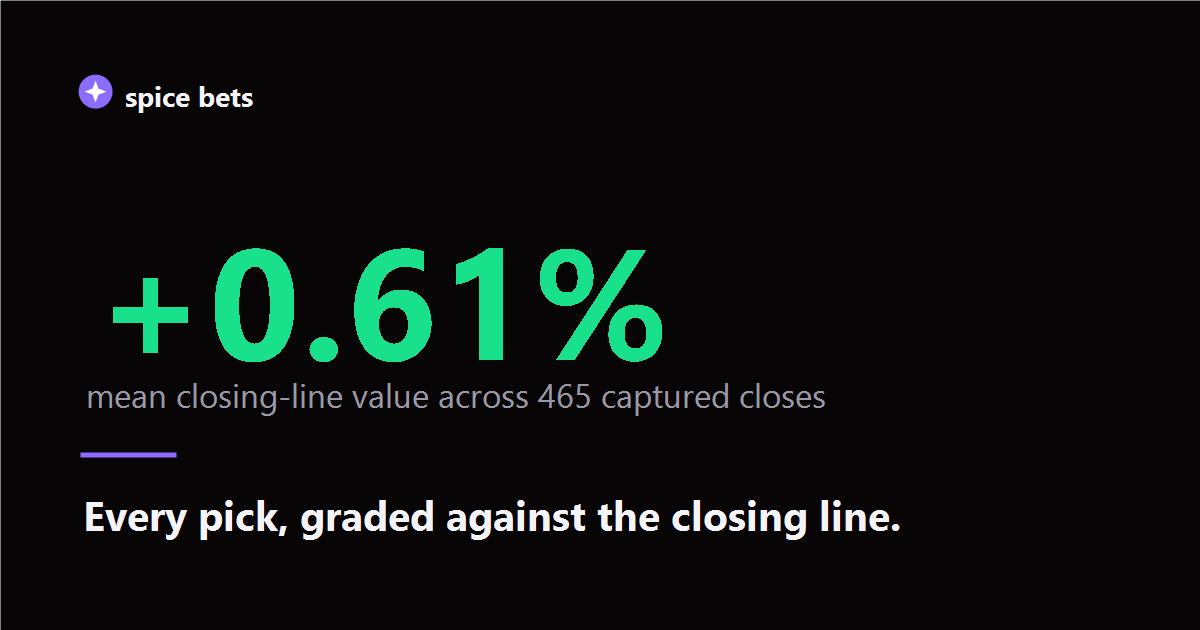 spice bets
+0.61%
mean closing-line value across 465 captured closes
Every pick, graded against the closing line.